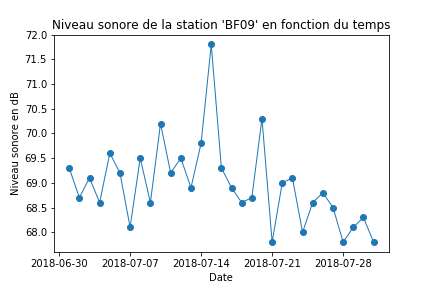 Niveau sonore de la station 'BF09' en fonction du temps
72.0
71.5
71.0
70.5
70.0
69.5
69.0
68.5
68.0
Niveau sonore en dB
2018-06-30 2018-07-07 2018-07-14 2018-07-21 2018-07-28
Date